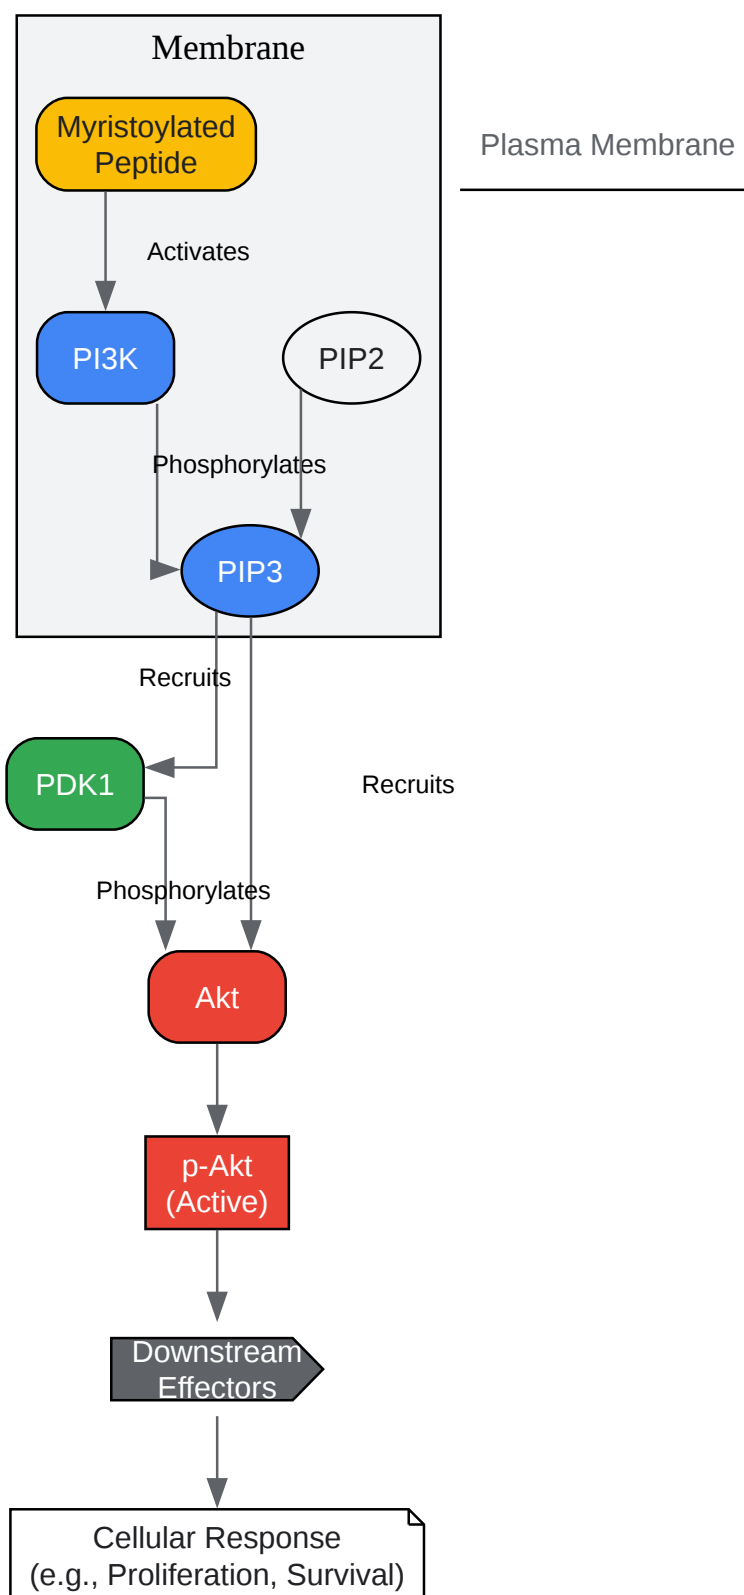 Membrane
Myristoylated
Peptide
Plasma Membrane
Activates
PI3K
PIP2
Phosphorylates
PIP3
Recruits
PDK1
Recruits
Phosphorylates
Akt
p-Akt
(Active)
Downstream
Effectors
Cellular Response
(e.g., Proliferation, Survival)